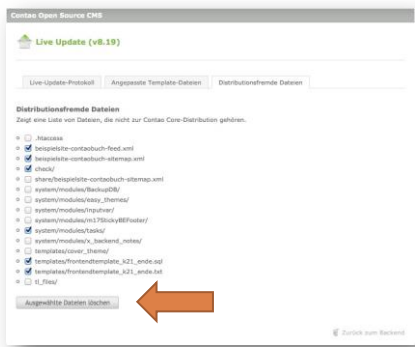 Contao Open Source CMS
Live Update (v8.19)
Live-Update-Protokoll
Angepasste Template-Dateien
Distributionsfremde Dateien
Distributionsfremde Dateien
Zeigt eine Liste von Dateien, die nicht zur Contao Core-Distribution gehören.
.htaccess
beispielsite-contaobuch-feed.xml
beispielsite-contaobuch-sitemap.xml
check/
share/beispielsite-contaobuch-sitemap.xml
system/modules/BackupDB/
system/modules/easy_themes/
system/modules/inputvar/
system/modules/m17StickyBEFooter/
system/modules/tasks/
system/modules/x_backend_notes/
templates/cover_theme/
templates/frontendtemplate_k21_ende.sql
templates/frontendtemplate_k21_ende.txt
tl_files/
Ausgewählte Dateien löschen
Zurück zum Backend